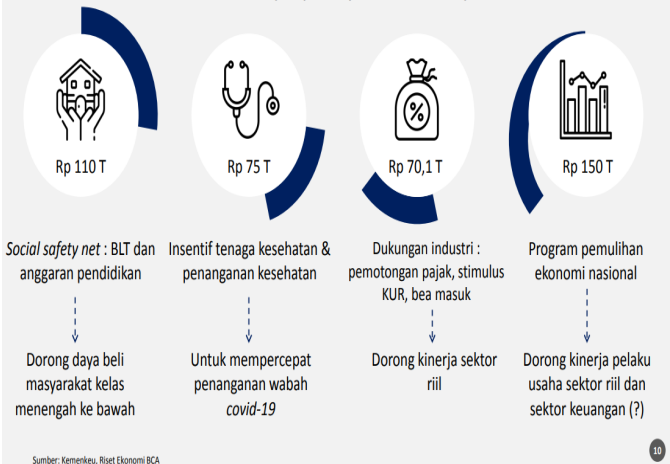 Rp 110 T
Rp 75 T
Rp 70,1 T
Rp 150 T
Social safety net : BLT dan
anggaran pendidikan
Insentif tenaga kesehatan &
penanganan kesehatan
Dukungan industri :
pemotongan pajak, stimulus
KUR, bea masuk
Program pemulihan
ekonomi nasional
Dorong daya beli
masyarakat kelas
menengah ke bawah
Untuk mempercepat
penanganan wabah
covid-19
Dorong kinerja sektor
riil
Dorong kinerja pelaku
usaha sektor riil dan
sektor keuangan (?)
Sumber: Kemenkeu, Riset Ekonomi BCA
10